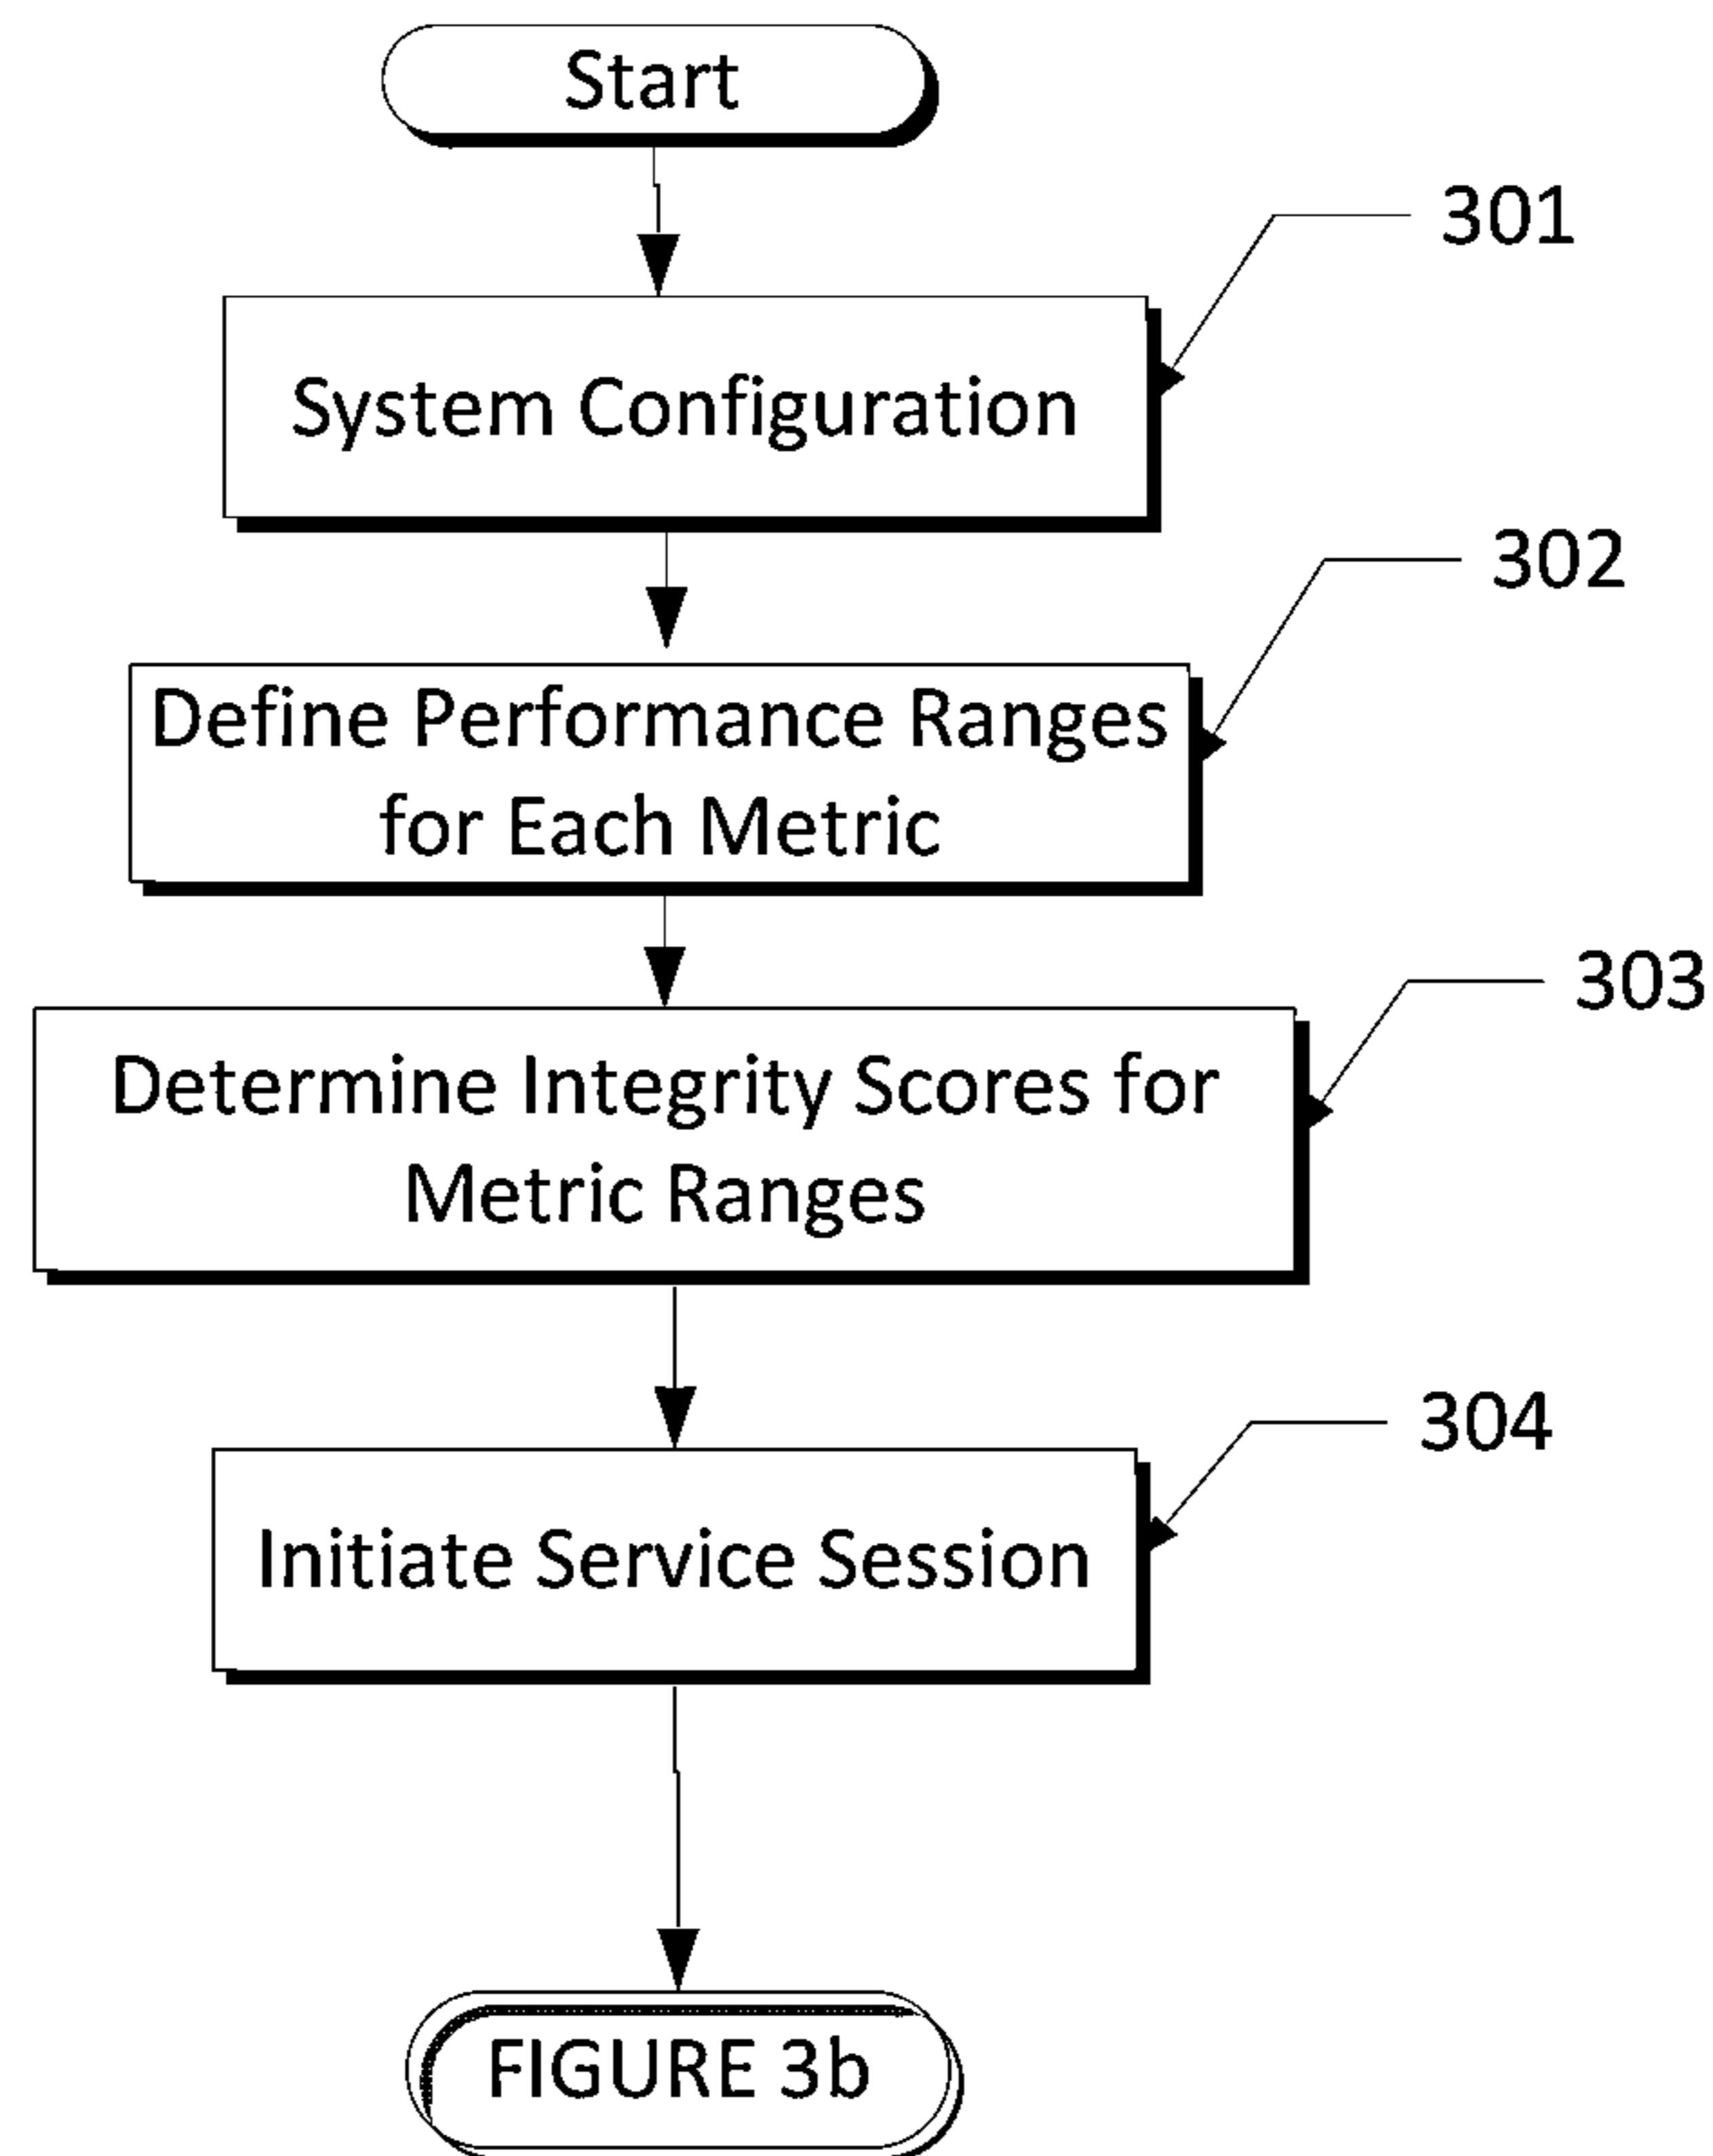 Start
301
System Configuration
302
Define Performance Ranges
for Each Metric
303
Determine Integrity Scores for
Metric Ranges
304
Initiate Service Session
FIGURE 3b